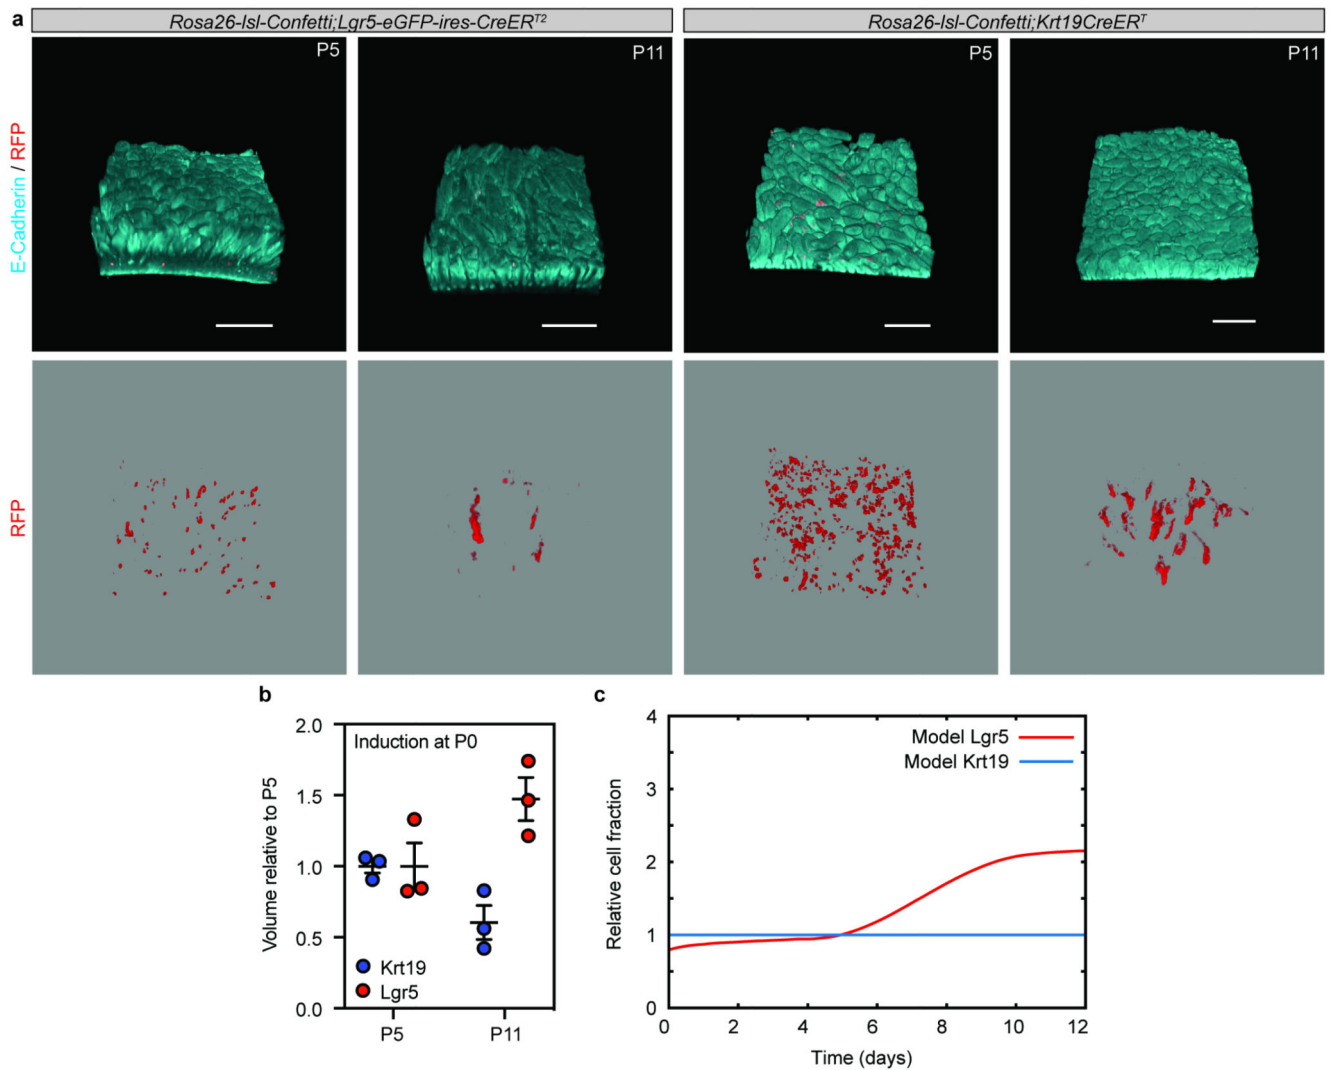 a
Rosa26-lsl-Confetti;Lgr5-eGFP-ires-CreERT2
Rosa26-lsl-Confetti;Krt19CreERT
P5
P11
P5
P11
E-Cadherin / RFP
RFP
b
c
2.0
1.5
1.0
0.5
0.0
Volume relative to P5
Induction at P0
Krt19
Lgr5
P5
P11
4
3
2
1
0
Relative cell fraction
Model Lgr5
Model Krt19
0
2
4
6
8
10
12
Time (days)